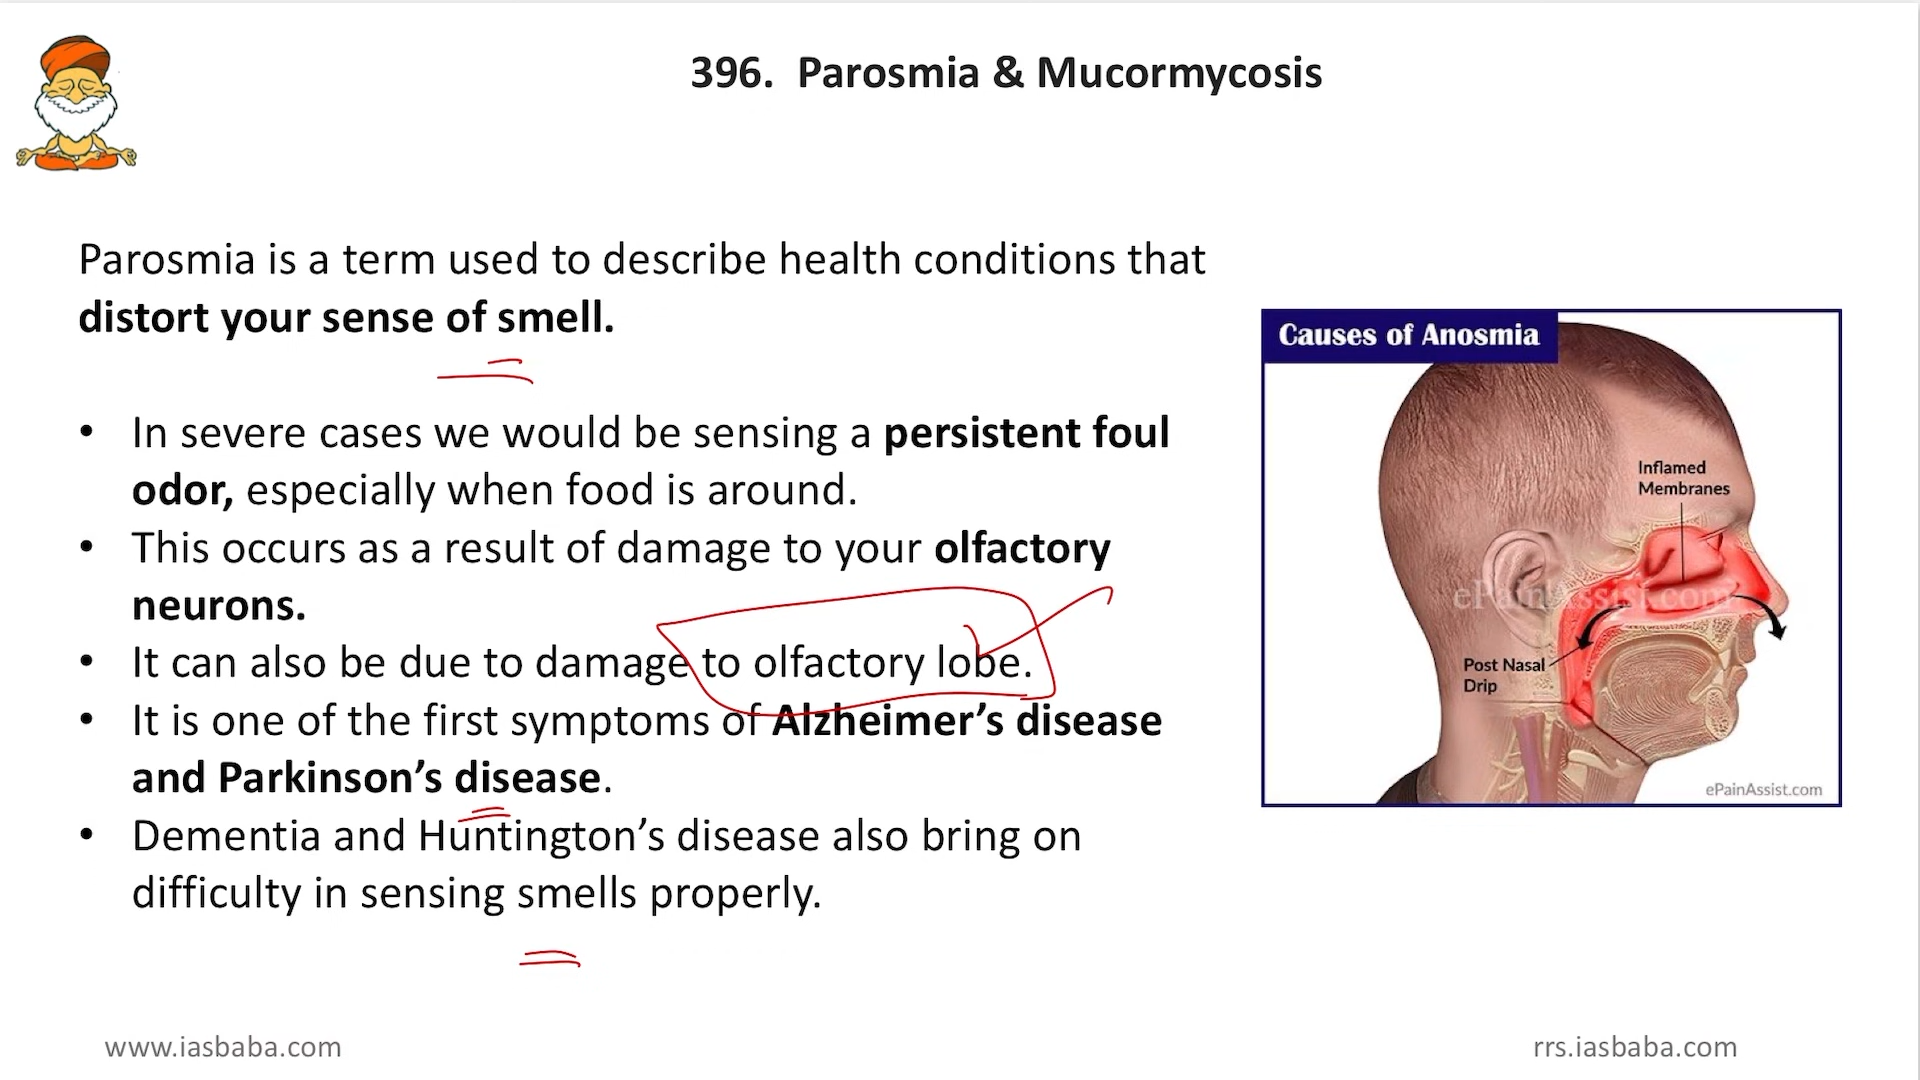 396.  Parosmia & Mucormycosis
Parosmia is a term used to describe health conditions that
distort your sense of smell.
• In severe cases we would be sensing a persistent foul
odor, especially when food is around.
• This occurs as a result of damage to your olfactory
neurons.
• It can also be due to damage to olfactory lobe.
• It is one of the first symptoms of Alzheimer’s disease
and Parkinson’s disease.
• Dementia and Huntington’s disease also bring on
difficulty in sensing smells properly.
Causes of Anosmia
Inflamed
Membranes
ePainAssist.com
Post Nasal
Drip
ePainAssist.com
www.iasbaba.com
rrs.iasbaba.com